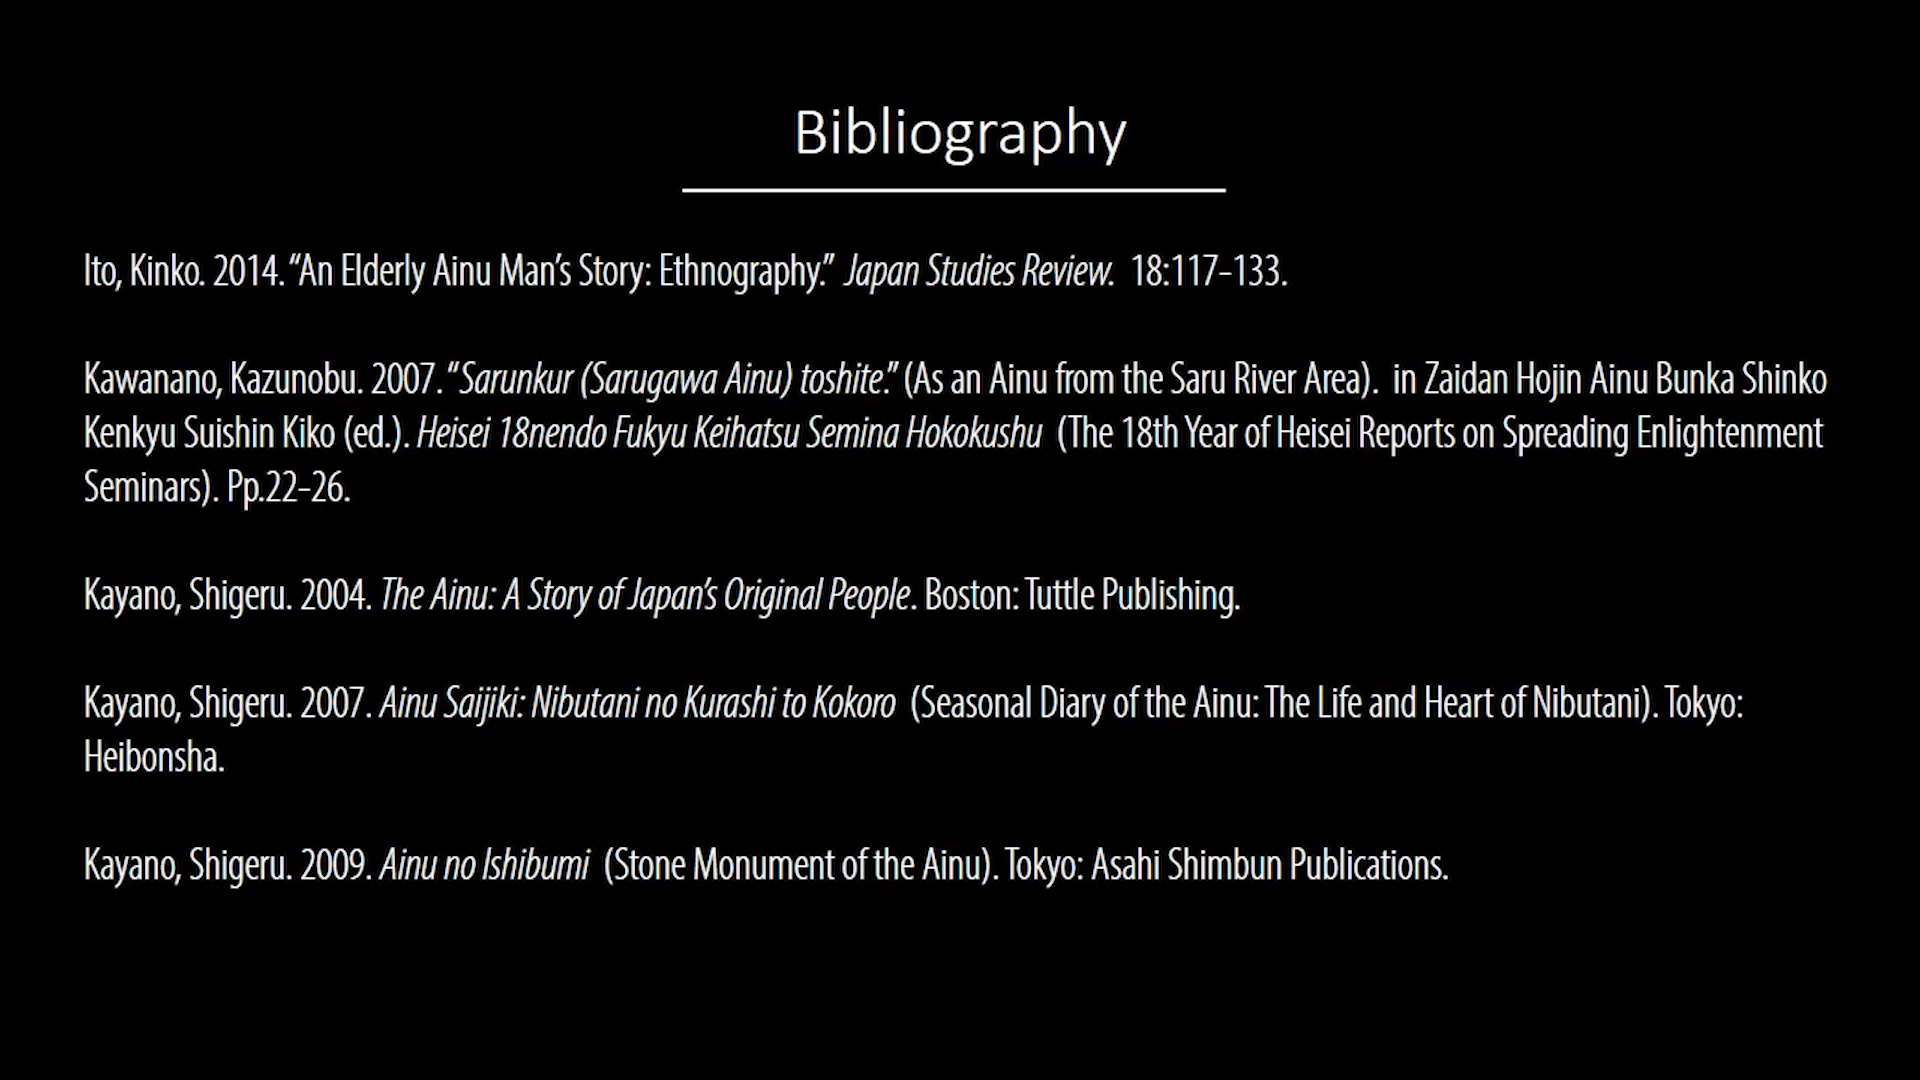 Bibliography
Ito, Kinko. 2014. “An Elderly Ainu Man’s Story: Ethnography.” Japan Studies Review. 18:117–133.
Kawanano, Kazunobu. 2007. “Sarunkur (Sarugawa Ainu) toshite.” (As an Ainu from the Saru River Area). in Zaidan Hojin Ainu Bunka Shinko
Kenkyu Suishin Kiko (ed.). Heisei 18nendo Fukyu Keihatsu Semina Hokokushu (The 18th Year of Heisei Reports on Spreading Enlightenment
Seminars). Pp.22–26.
Kayano, Shigeru. 2004. The Ainu: A Story of Japan’s Original People. Boston: Tuttle Publishing.
Kayano, Shigeru. 2007. Ainu Saijiki: Nibutani no Kurashi to Kokoro (Seasonal Diary of the Ainu: The Life and Heart of Nibutani). Tokyo:
Heibonsha.
Kayano, Shigeru. 2009. Ainu no Ishibumi (Stone Monument of the Ainu). Tokyo: Asahi Shimbun Publications.